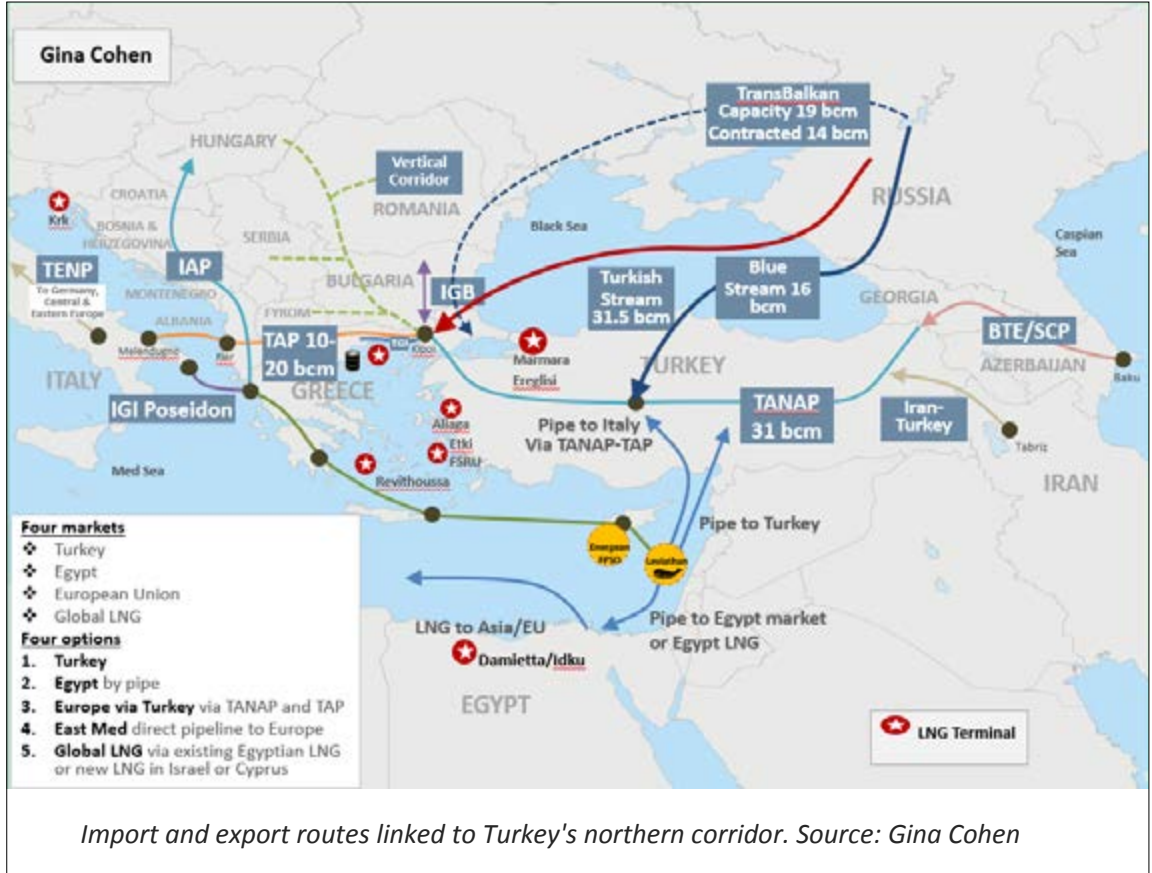 Gina Cohen
TransBalkan
Capacity 19 bcm
Contracted 14 bcm
HUNGARY
Vertical
Corridor
ROMANIA
RUSSIA
CROATIA
Krk
BOSNIA &
HERZEGOVINA
SERBIA
Black Sea
Caspian
Sea
TENP
To Germany,
Central &
Eastern Europe
IAP
MONTENEGRO
BULGARIA
IGB
Turkish
Stream
31.5 bcm
Blue
Stream 16
bcm
GEORGIA
FYROM
ALBANIA
BTE/SCP
AZERBAIJAN
Baku
Melendugno
Fier
TAP 10-
20 bcm
Kipoi
Marmara
Ereglisi
TURKEY
ITALY
GREECE
IGI Poseidon
TANAP
31 bcm
Iran-
Turkey
Tabriz
Aliaga
Etki
FSRU
Pipe to Italy
Via TANAP-TAP
Med Sea
Revithoussa
IRAN
Pipe to Turkey
Energean
FPSO
Leviathan
Four markets
❖ Turkey
❖ Egypt
❖ European Union
❖ Global LNG
Four options
1. Turkey
2. Egypt by pipe
3. Europe via Turkey via TANAP and TAP
4. East Med direct pipeline to Europe
5. Global LNG via existing Egyptian LNG
or new LNG in Israel or Cyprus
LNG to Asia/EU
Pipe to Egypt market
or Egypt LNG
Damietta/Idku
EGYPT
LNG Terminal
Import and export routes linked to Turkey's northern corridor. Source: Gina Cohen